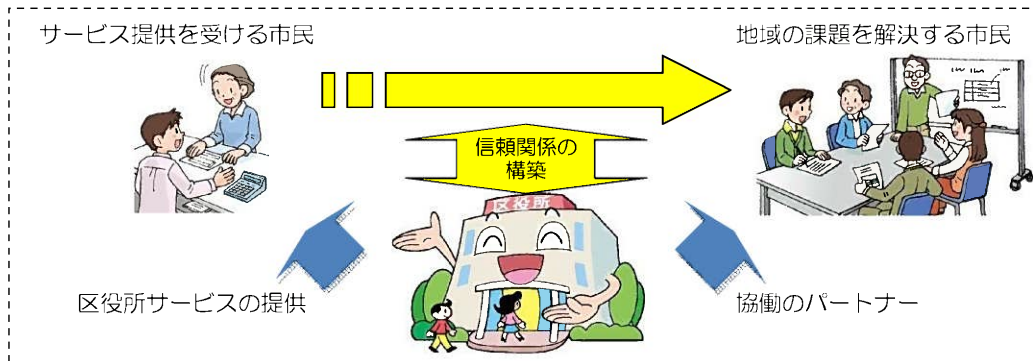 サービス提供を受ける市民
地域の課題を解決する市民
信頼関係の
構築
区役所
区役所サービスの提供
協働のパートナー